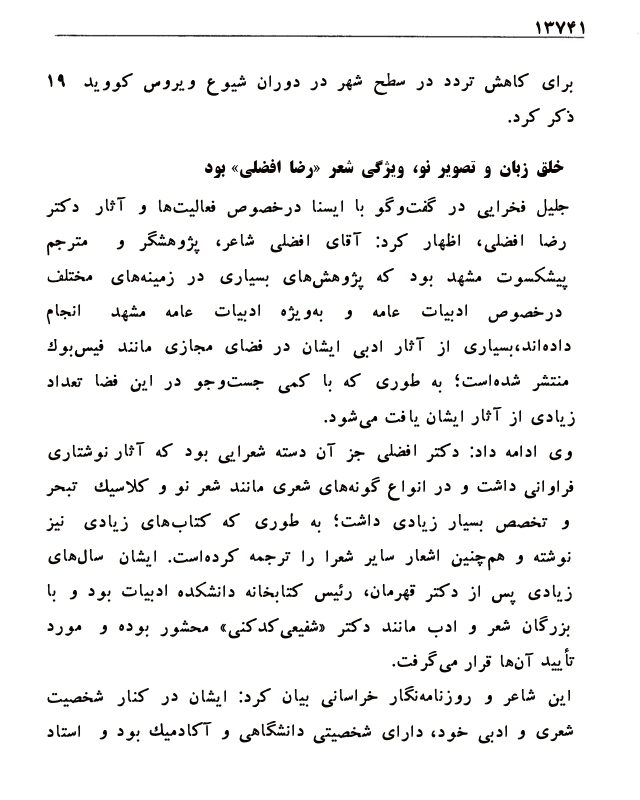 ۱۳۷۴۱
برای کاهش تردد در سطح شهر در دوران شیوع ویروس کووید ۱۹
ذکر کرد.
خلق زبان و تصویر نو، ویژگی شعر «رضا افضلی» بود
جلیل فخرایی در گفت‌وگو با ایسنا درخصوص فعالیت‌ها و آثار دکتر
رضا افضلی، اظهار کرد: آقای افضلی شاعر، پژوهشگر و مترجم
پیشکسوت مشهد بود که پژوهش‌های بسیاری در زمینه‌های مختلف
درخصوص ادبیات عامه و به‌ویژه ادبیات عامه مشهد انجام
داده‌اند،بسیاری از آثار ادبی ایشان در فضای مجازی مانند فیس‌بوك
منتشر شده‌است؛ به طوری که با کمی جست‌وجو در این فضا تعداد
زیادی از آثار ایشان یافت می‌شود.
وی ادامه داد: دکتر افضلی جز آن دسته شعرایی بود که آثار نوشتاری
فراوانی داشت و در انواع گونه‌های شعری مانند شعر نو و کلاسیك تبحر
و تخصص بسیار زیادی داشت؛ به طوری که کتاب‌های زیادی نیز
نوشته و هم‌چنین اشعار سایر شعرا را ترجمه کرده‌است. ایشان سال‌های
زیادی پس از دکتر قهرمان، رئیس کتابخانه دانشکده ادبیات بود و با
بزرگان شعر و ادب مانند دکتر «شفیعی‌کدکنی» محشور بوده و مورد
تأیید آن‌ها قرار می‌گرفت.
این شاعر و روزنامه‌نگار خراسانی بیان کرد: ایشان در کنار شخصیت
شعری و ادبی خود، دارای شخصیتی دانشگاهی و آکادمیك بود و استاد